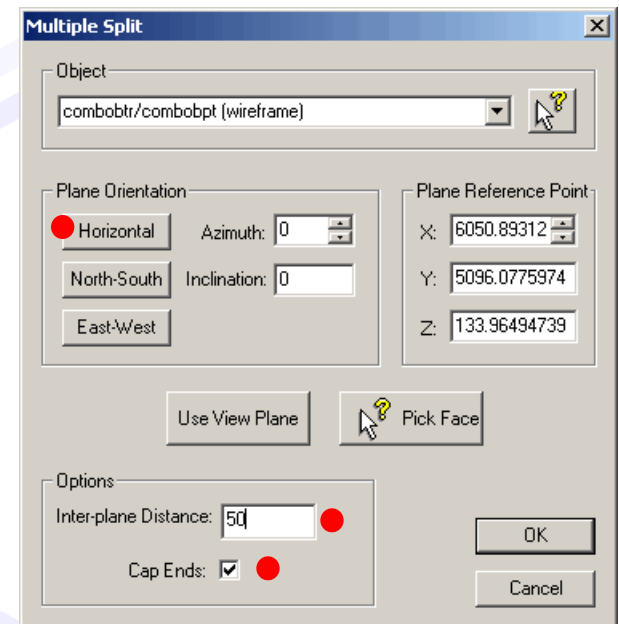 Multiple Split
Object
combobtr/combobpt (wireframe)
Plane Orientation
Horizontal
Azimuth: 0
North-South
Inclination: 0
East-West
Plane Reference Point
X: 6050.89312
Y: 5096.0775974
Z: 133.96494739
Use View Plane
Pick Face
Options
Inter-plane Distance: 50
Cap Ends:
OK
Cancel